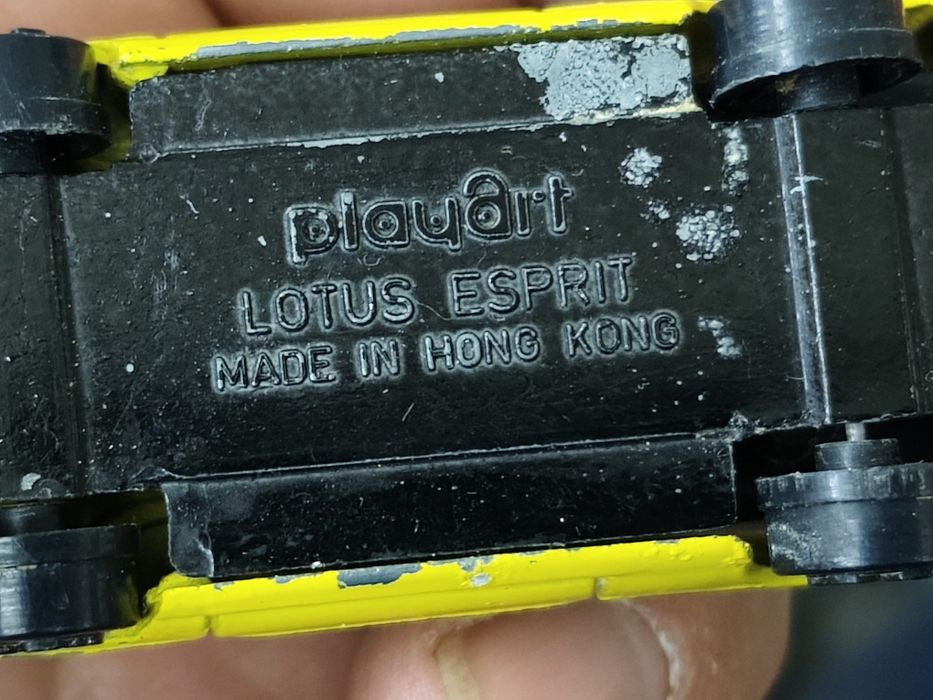 playart
LOTUS ESPRIT
MADE IN HONG KONG